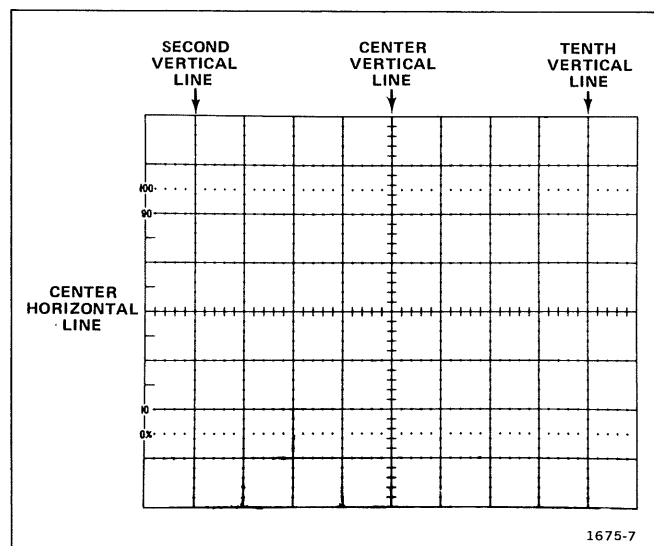 SECOND
VERTICAL
LINE
CENTER
VERTICAL
LINE
TENTH
VERTICAL
LINE
100
90
CENTER
HORIZONTAL
LINE
10
0%
1675-7